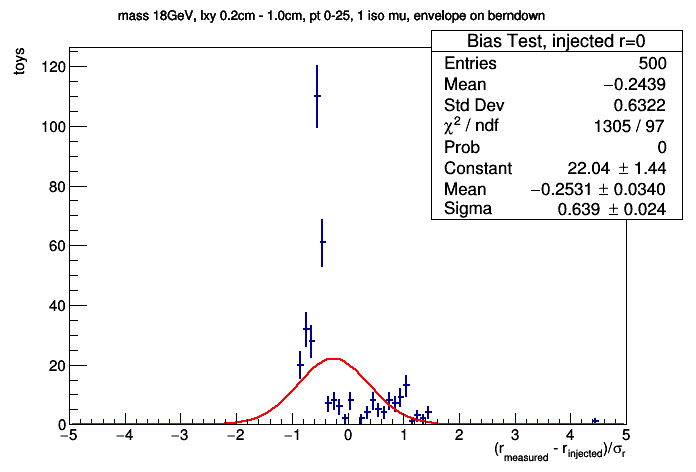 mass 18GeV, lxy 0.2cm - 1.0cm, pt 0-25, 1 iso mu, envelope on berndown
Bias Test, injected r=0
Entries 500
Mean −0.2439
Std Dev 0.6322
χ² / ndf 1305 / 97
Prob 0
Constant 22.04 ± 1.44
Mean −0.2531 ± 0.0340
Sigma 0.639 ± 0.024
toys
120
100
80
60
40
20
0
−5 −4 −3 −2 −1 0 1 2 3 4 5
(r_measured - r_injected)/σ_r